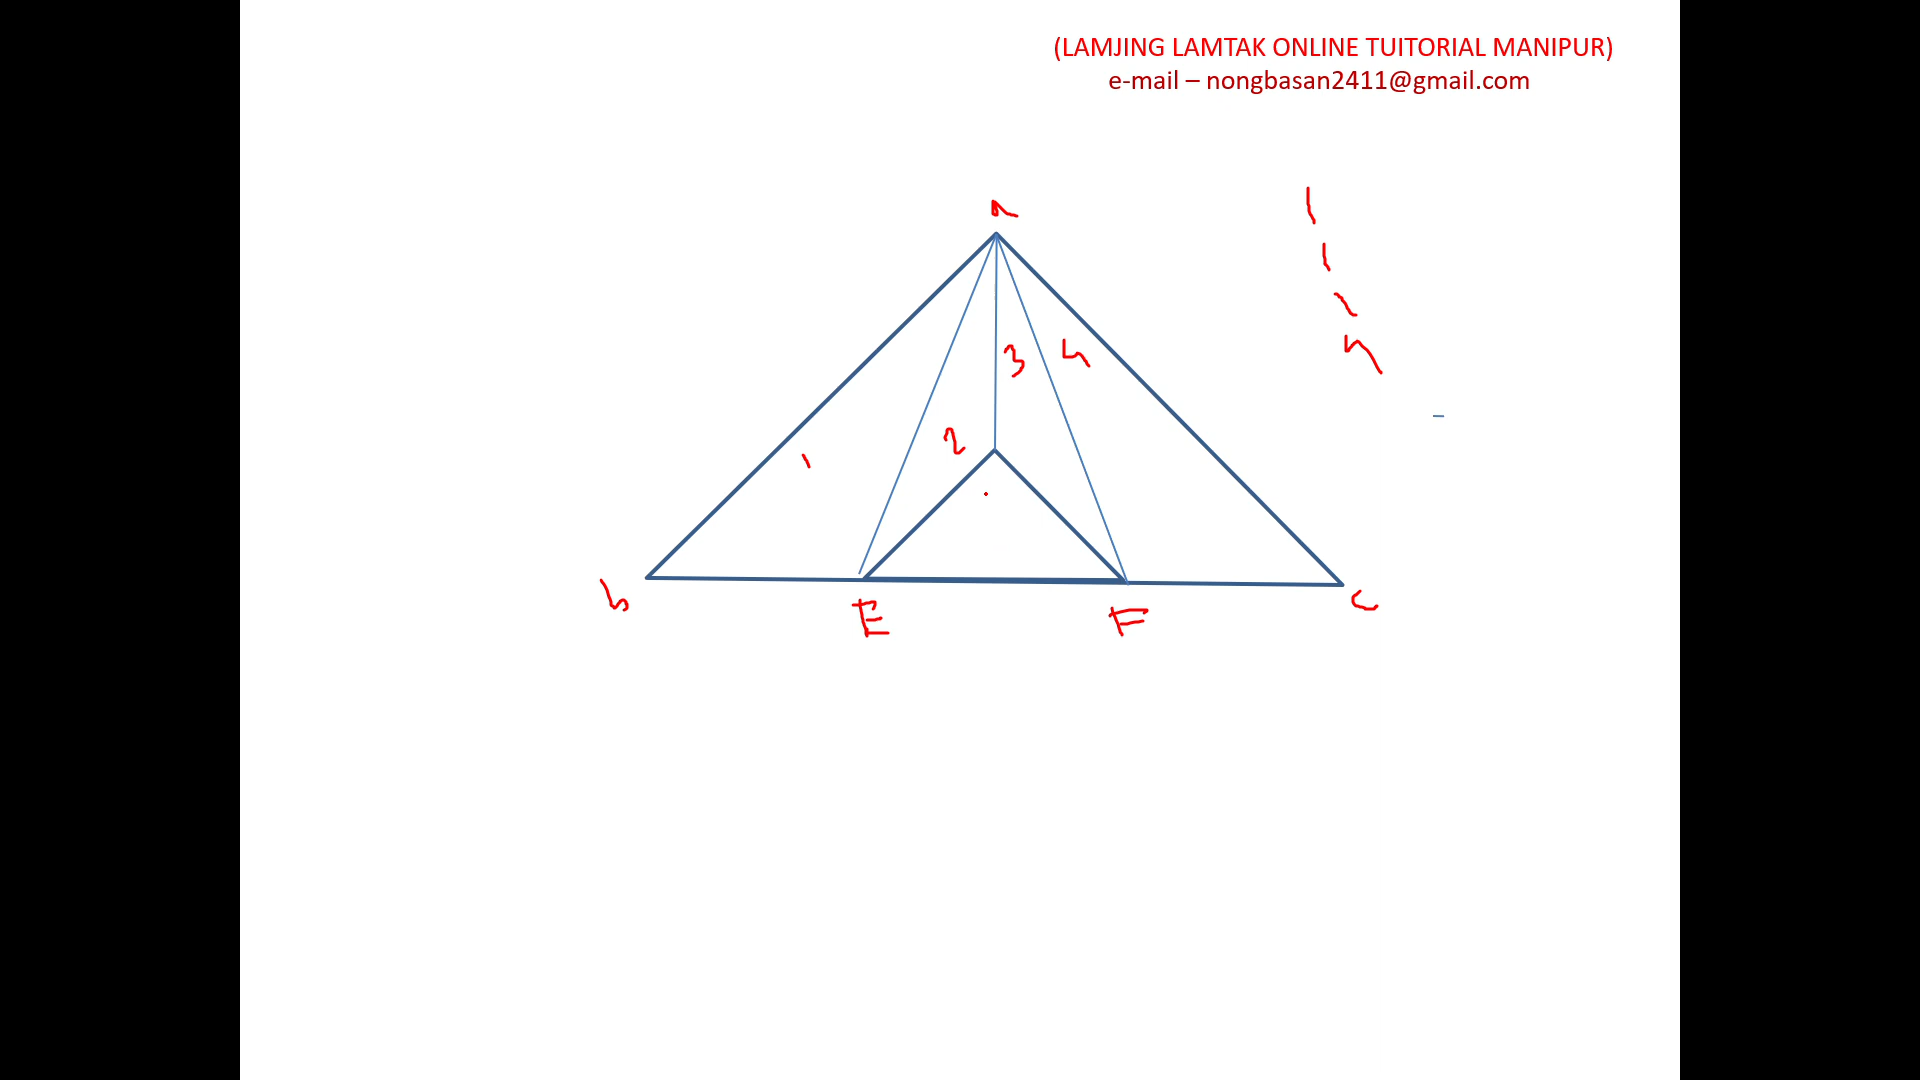 (LAMJING LAMTAK ONLINE TUITORIAL MANIPUR)
e-mail – nongbasan2411@gmail.com
A
3
4
2
1
B
E
F
C